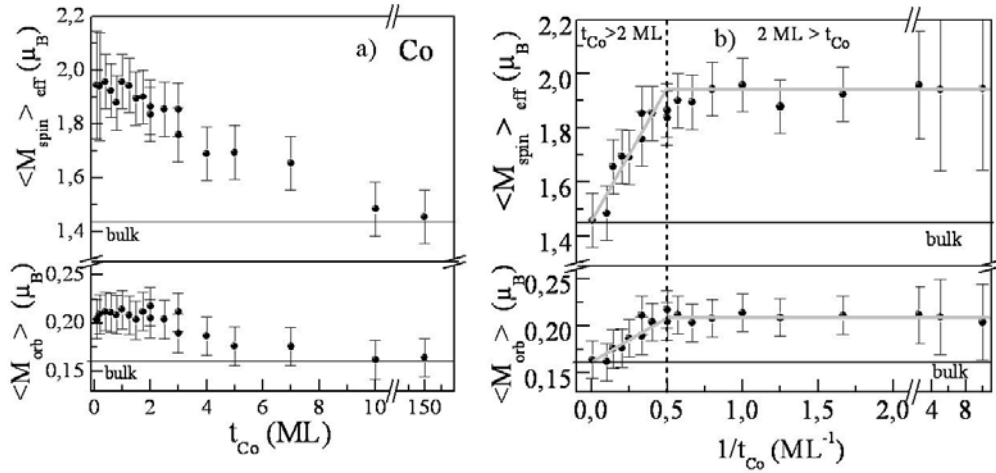 a) Co
<M_spin>_eff (μ_B)
2,2
2,0
1,8
1,6
1,4
bulk
<M_orb> (μ_B)
0,25
0,20
0,15
bulk
0 2 4 6 8 10 150
t_Co (ML)
t_Co>2 ML b) 2 ML > t_Co
<M_spin>_eff (μ_B)
2,2
2,0
1,8
1,6
1,4
bulk
<M_orb> (μ_B)
0,25
0,20
0,15
bulk
0,0 0,5 1,0 1,5 2,0 4 8
1/t_Co (ML⁻¹)